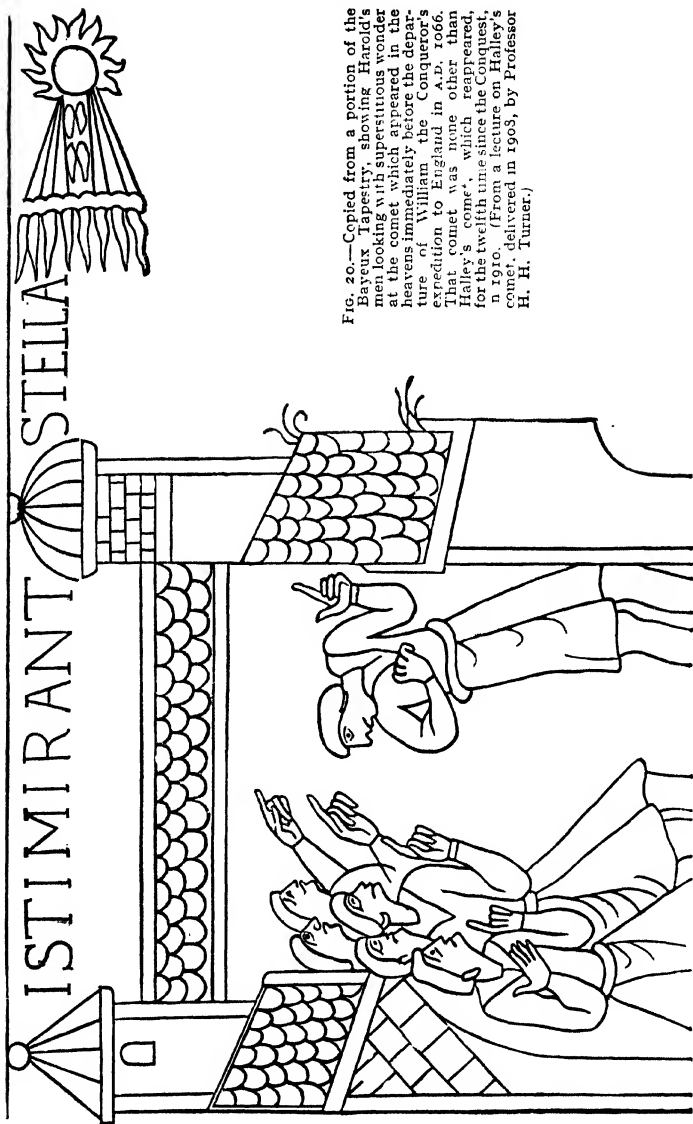 ISTIMIRANT STELLA
FIG. 20.—Copied from a portion of the
Bayeux Tapestry, showing Harold's
men looking with superstitious wonder
at the comet which appeared in the
heavens immediately before the depar-
ture of William the Conqueror's
expedition to England in A.D. 1066.
That comet was none other than
Halley's comet, which reappeared,
for the twelfth time since the Conquest,
n 1910. (From a lecture on Halley's
comet, delivered in 1908, by Professor
H. H. Turner.)